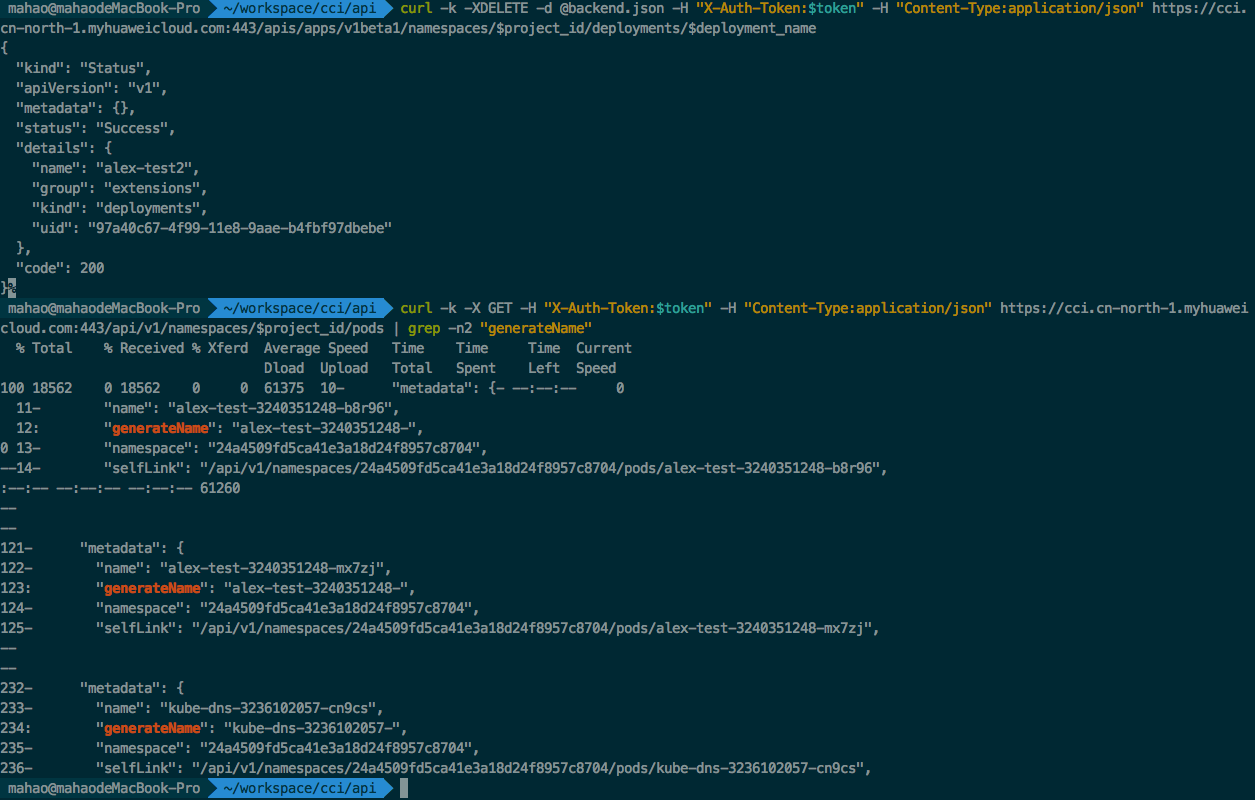 mahao@mahaodeMacBook-Pro ~/workspace/cci/api curl -k -XDELETE -d @backend.json -H "X-Auth-Token:$token" -H "Content-Type:application/json" https://cci.
cn-north-1.myhuaweicloud.com:443/apis/apps/v1beta1/namespaces/$project_id/deployments/$deployment_name
{
  "kind": "Status",
  "apiVersion": "v1",
  "metadata": {},
  "status": "Success",
  "details": {
    "name": "alex-test2",
    "group": "extensions",
    "kind": "deployments",
    "uid": "97a40c67-4f99-11e8-9aae-b4fbf97dbebe"
  },
  "code": 200
}%
mahao@mahaodeMacBook-Pro ~/workspace/cci/api curl -k -X GET -H "X-Auth-Token:$token" -H "Content-Type:application/json" https://cci.cn-north-1.myhuawei
cloud.com:443/api/v1/namespaces/$project_id/pods | grep -n2 "generateName"
  % Total    % Received % Xferd  Average Speed   Time    Time     Time  Current
                                 Dload  Upload   Total   Spent    Left  Speed
100 18562    0 18562    0     0  61375  10-      "metadata": {- --:--:--     0
  11-        "name": "alex-test-3240351248-b8r96",
  12:        "generateName": "alex-test-3240351248-",
0 13-        "namespace": "24a4509fd5ca41e3a18d24f8957c8704",
--14-        "selfLink": "/api/v1/namespaces/24a4509fd5ca41e3a18d24f8957c8704/pods/alex-test-3240351248-b8r96",
:--:-- --:--:-- --:--:-- 61260
--
--
121-      "metadata": {
122-        "name": "alex-test-3240351248-mx7zj",
123:        "generateName": "alex-test-3240351248-",
124-        "namespace": "24a4509fd5ca41e3a18d24f8957c8704",
125-        "selfLink": "/api/v1/namespaces/24a4509fd5ca41e3a18d24f8957c8704/pods/alex-test-3240351248-mx7zj",
--
--
232-      "metadata": {
233-        "name": "kube-dns-3236102057-cn9cs",
234:        "generateName": "kube-dns-3236102057-",
235-        "namespace": "24a4509fd5ca41e3a18d24f8957c8704",
236-        "selfLink": "/api/v1/namespaces/24a4509fd5ca41e3a18d24f8957c8704/pods/kube-dns-3236102057-cn9cs",
mahao@mahaodeMacBook-Pro ~/workspace/cci/api